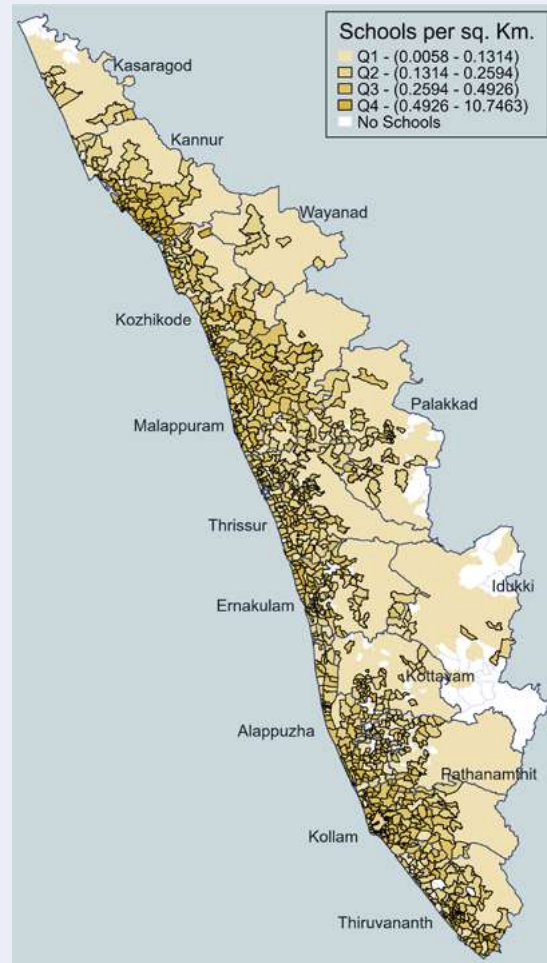 Schools per sq. Km.
Q1 - (0.0058 - 0.1314)
Q2 - (0.1314 - 0.2594)
Q3 - (0.2594 - 0.4926)
Q4 - (0.4926 - 10.7463)
No Schools
Kasaragod
Kannur
Wayanad
Kozhikode
Palakkad
Malappuram
Thrissur
Idukki
Ernakulam
Kottayam
Alappuzha
Pathanamthit
Kollam
Thiruvananth